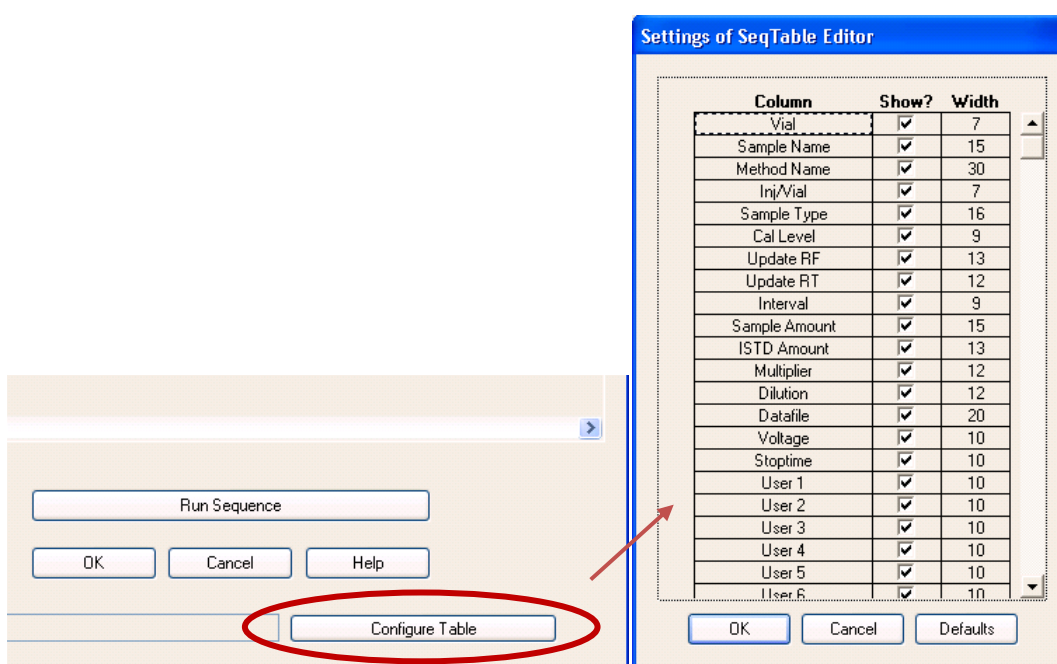 Settings of SeqTable Editor
Column Show? Width
Vial 7
Sample Name 15
Method Name 30
Inj/Vial 7
Sample Type 16
Cal Level 9
Update RF 13
Update RT 12
Interval 9
Sample Amount 15
ISTD Amount 13
Multiplier 12
Dilution 12
Datafile 20
Voltage 10
Stoptime 10
User 1 10
User 2 10
User 3 10
User 4 10
User 5 10
User 6 10
OK Cancel Defaults
Run Sequence
OK Cancel Help
Configure Table